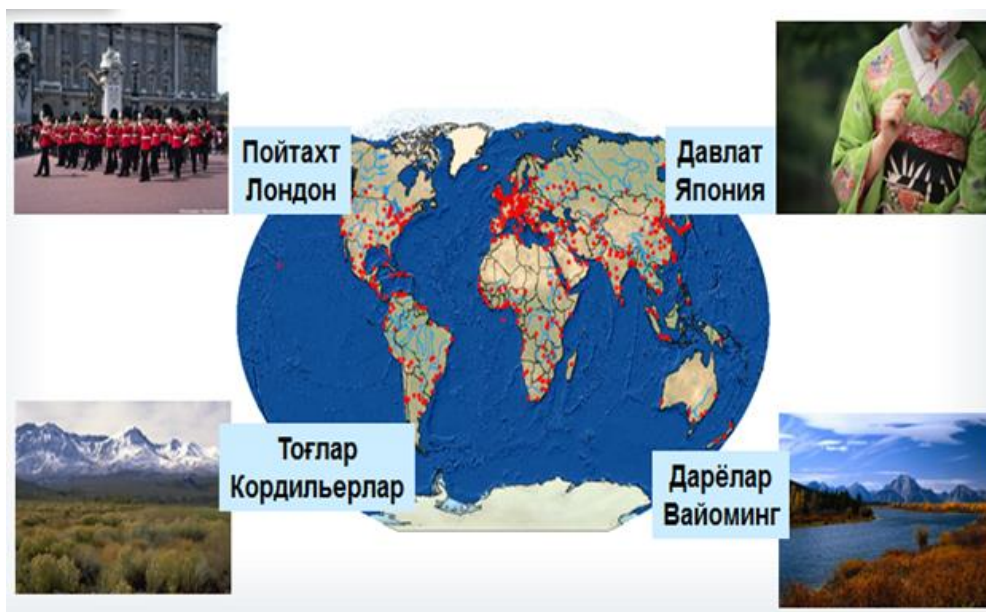 Пойтахт
Лондон
Давлат
Япония
Тоғлар
Кордильерлар
Дарёлар
Вайоминг